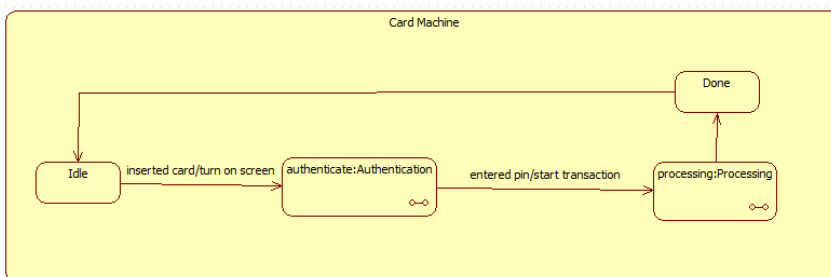 Card Machine
Done
Idle
inserted card/turn on screen
authenticate:Authentication
entered pin/start transaction
processing:Processing